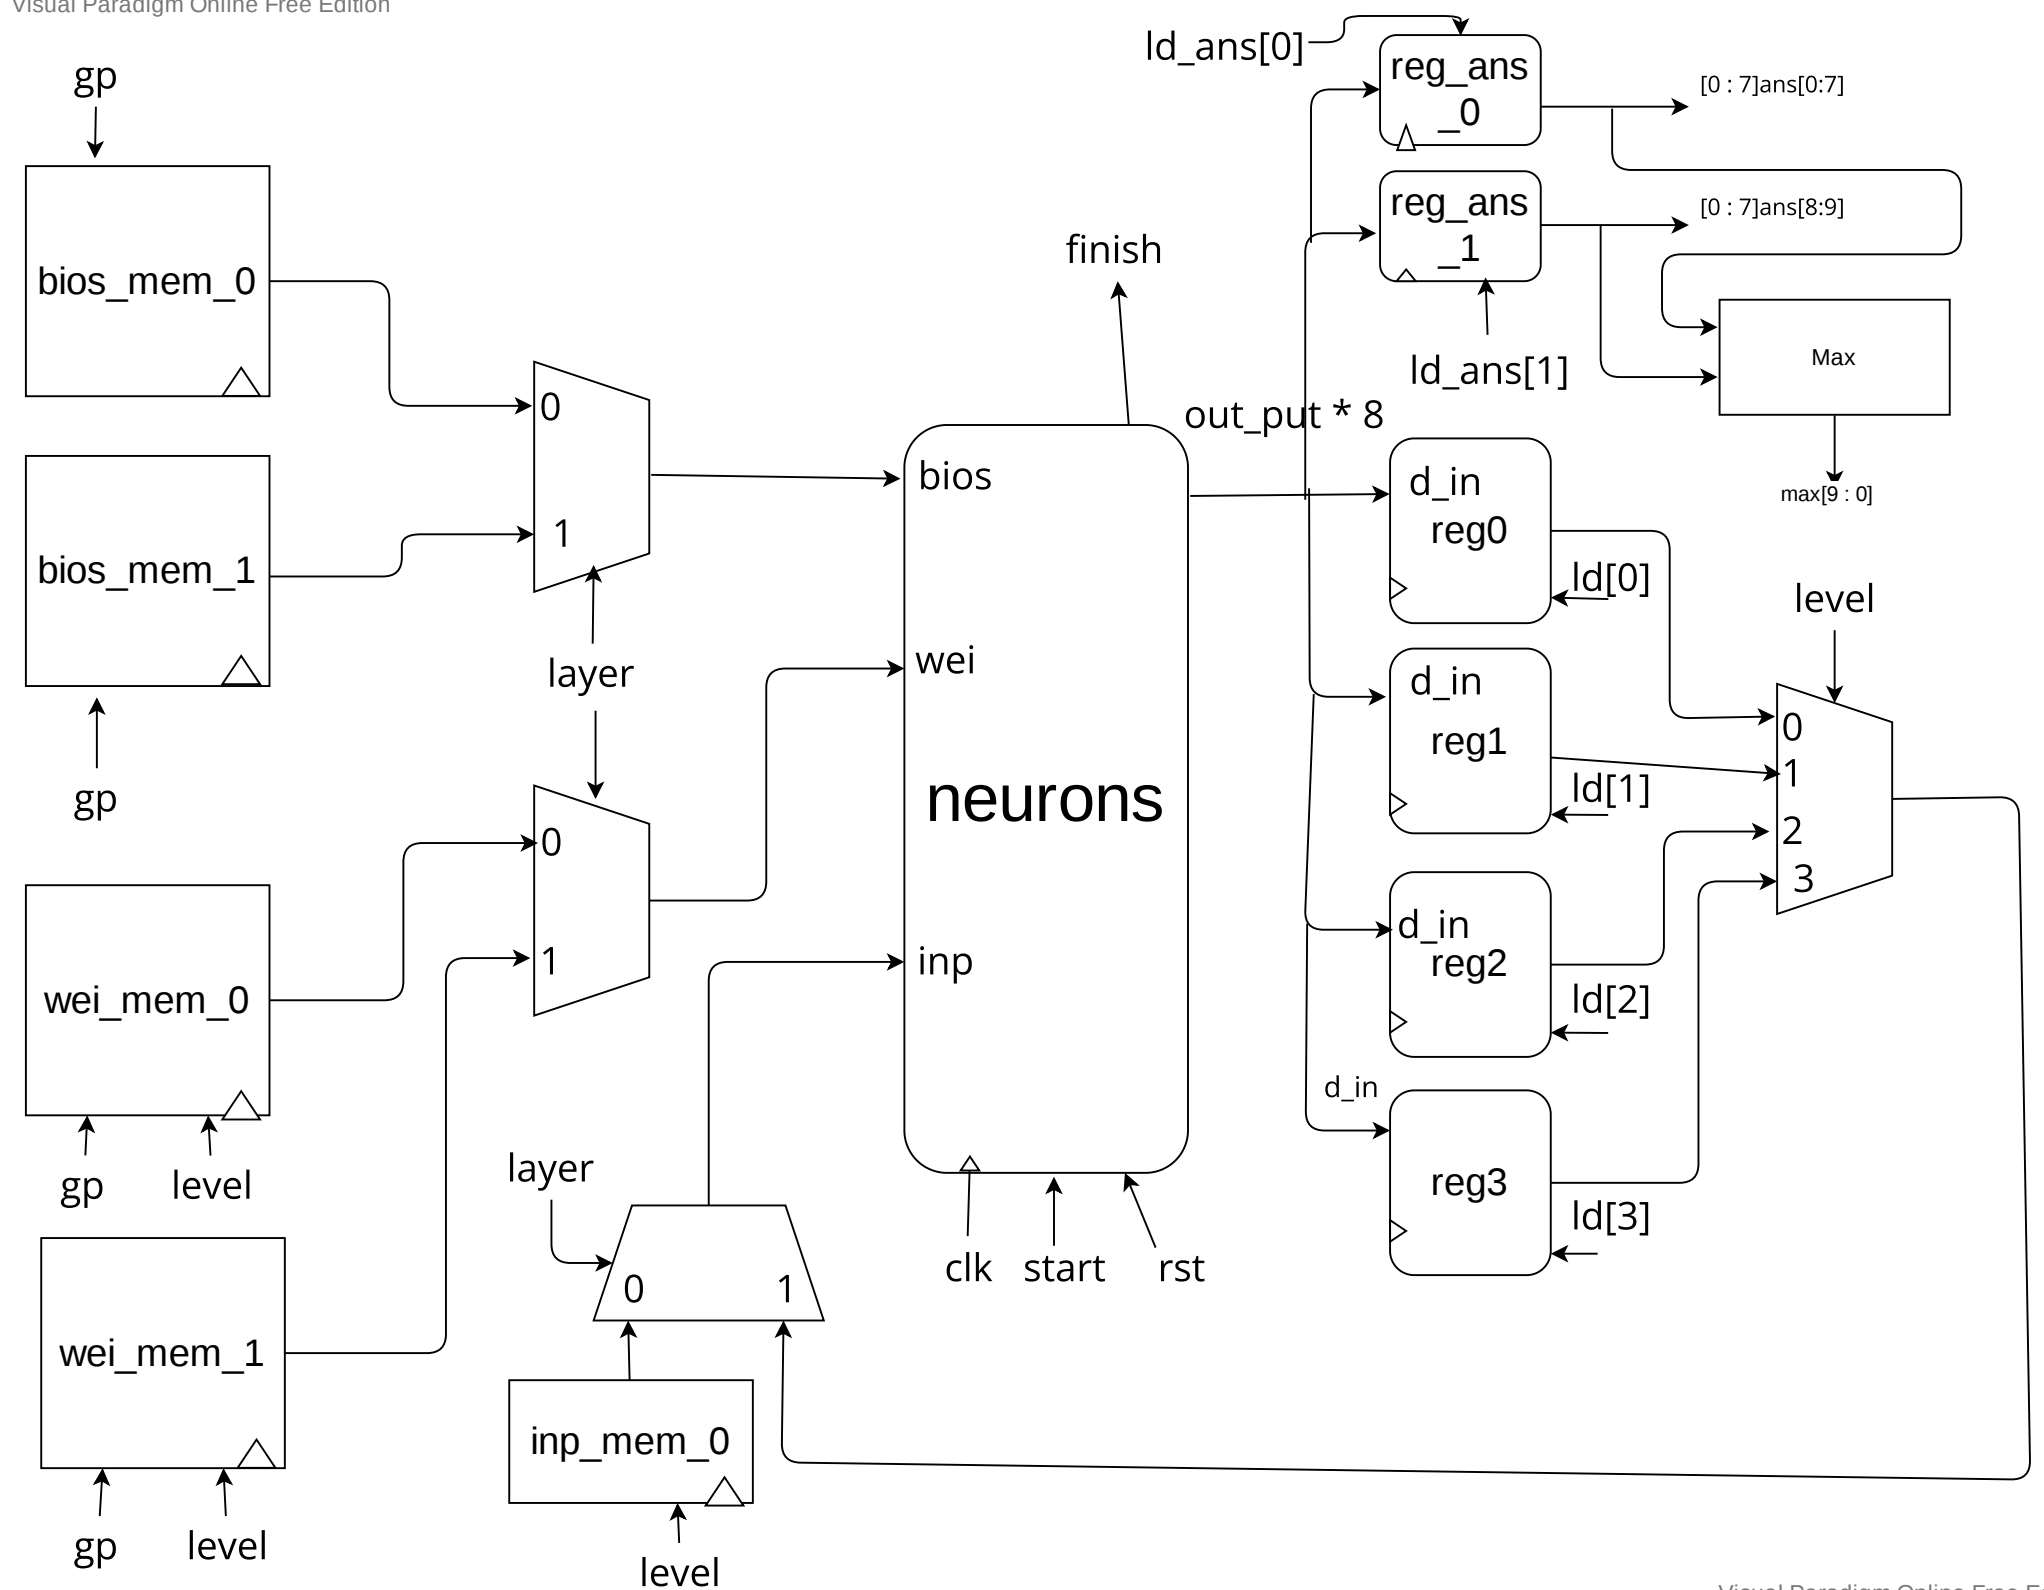 Visual Paradigm Online Free Edition
gp
bios_mem_0
bios_mem_1
gp
0
1
layer
0
1
wei_mem_0
gp
level
wei_mem_1
gp
level
layer
0
1
inp_mem_0
level
finish
bios
wei
neurons
inp
clk
start
rst
out_put * 8
ld_ans[0]
reg_ans
_0
[0 : 7]ans[0:7]
reg_ans
_1
[0 : 7]ans[8:9]
ld_ans[1]
Max
max[9 : 0]
d_in
reg0
ld[0]
d_in
reg1
ld[1]
d_in
reg2
ld[2]
d_in
reg3
ld[3]
level
0
1
2
3